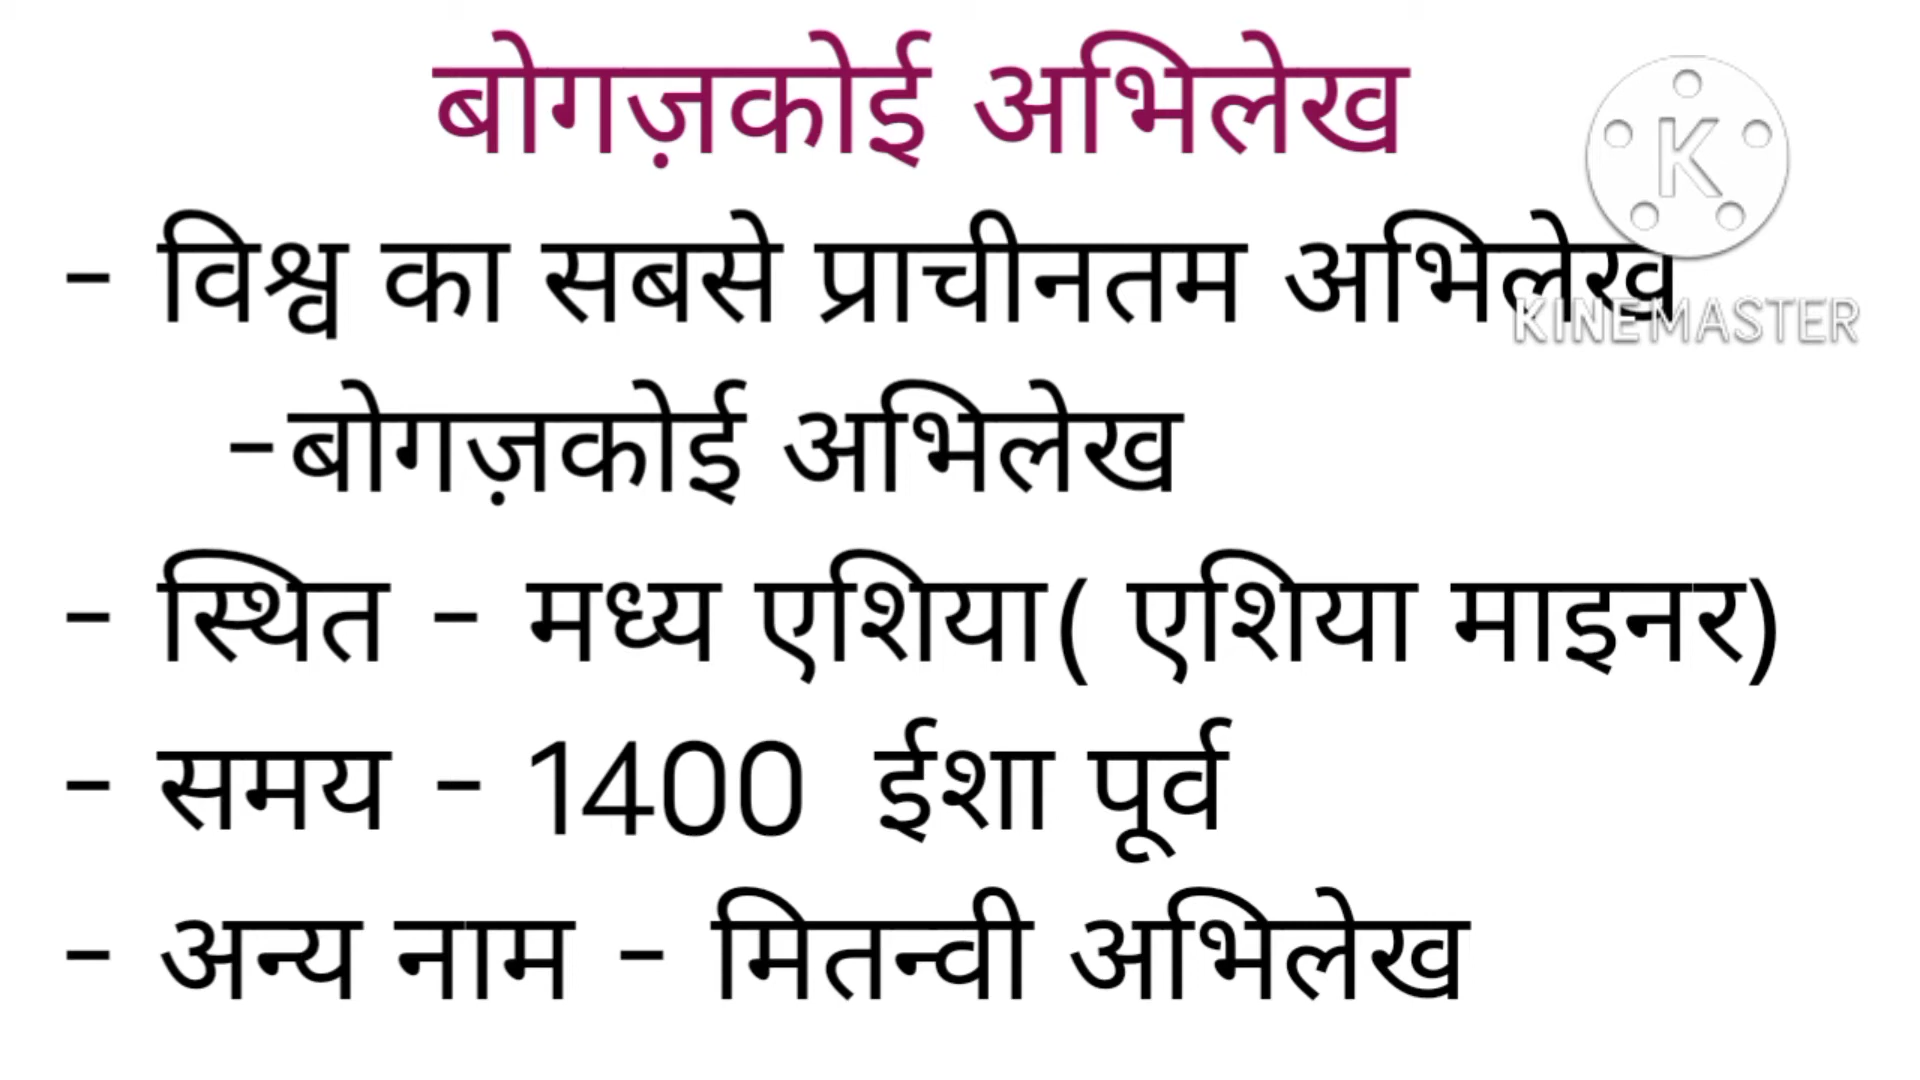 बोगज़कोई अभिलेख
- विश्व का सबसे प्राचीनतम अभिलेख
-बोगज़कोई अभिलेख
- स्थित - मध्य एशिया( एशिया माइनर)
- समय - 1400 ईशा पूर्व
- अन्य नाम - मितन्वी अभिलेख
K
KINEMASTER